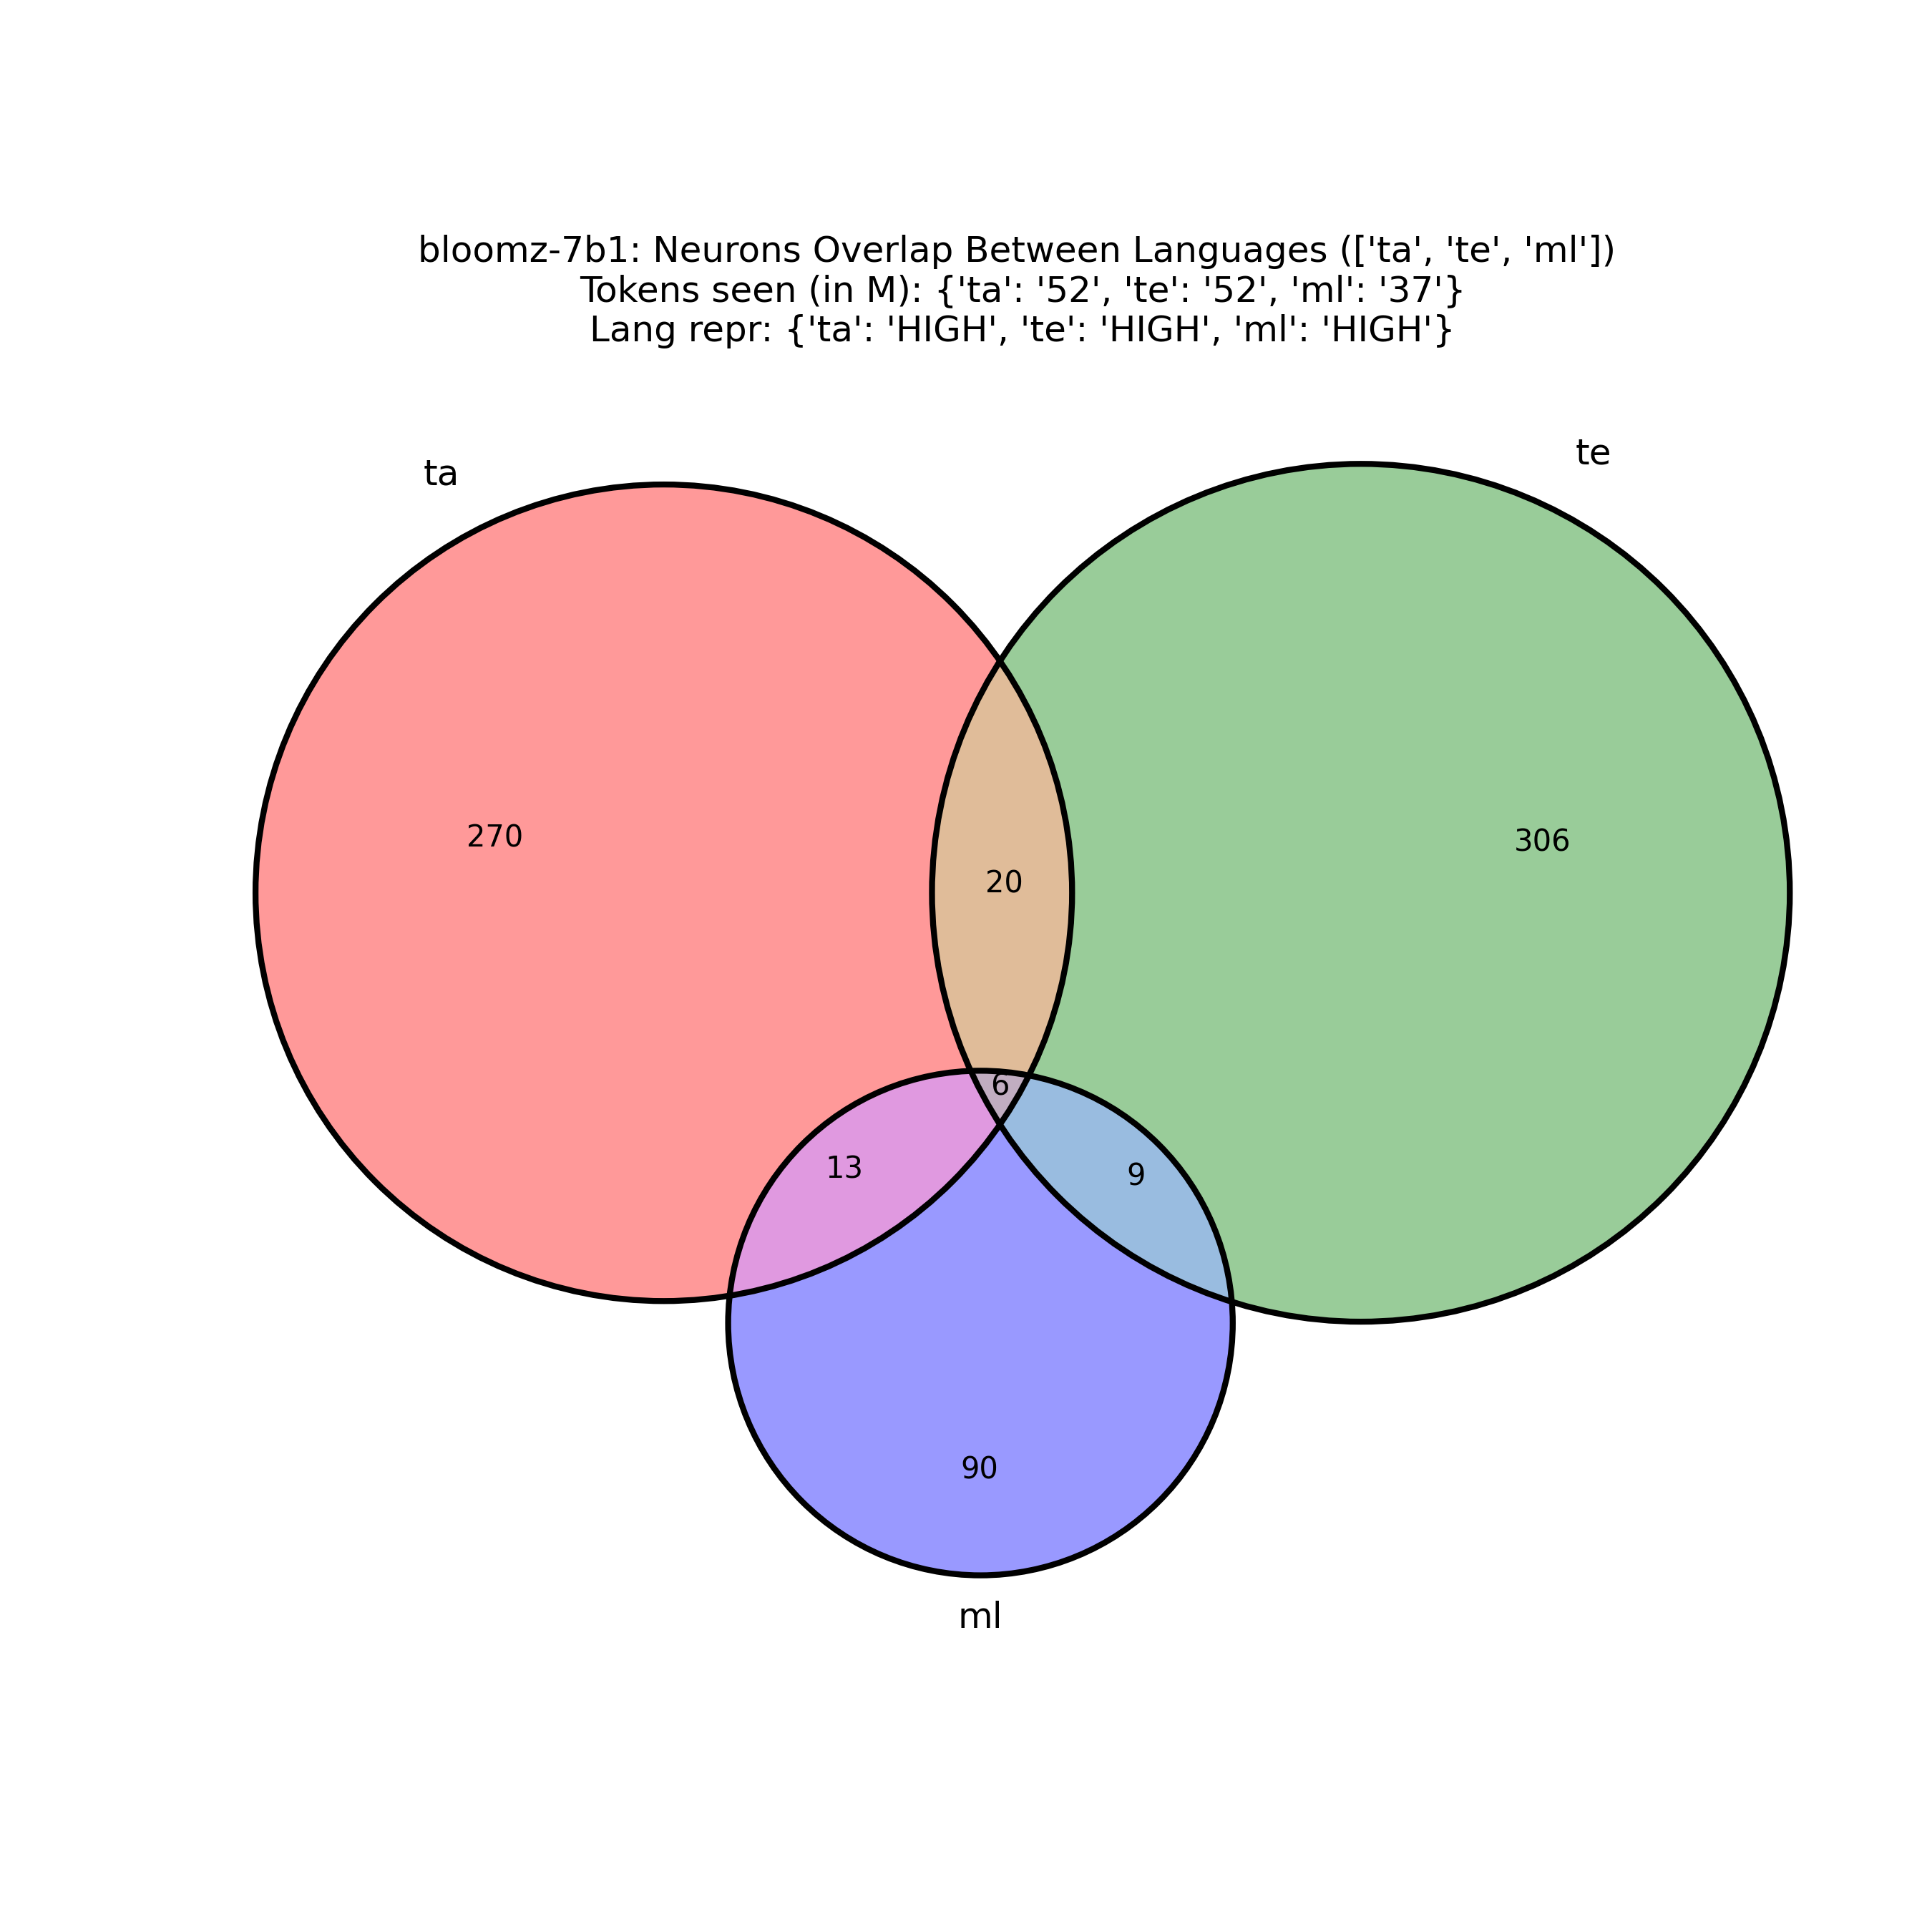 bloomz-7b1: Neurons Overlap Between Languages (['ta', 'te', 'ml'])
Tokens seen (in M): {'ta': '52', 'te': '52', 'ml': '37'}
Lang repr: {'ta': 'HIGH', 'te': 'HIGH', 'ml': 'HIGH'}
ta
te
270
306
20
6
13
9
90
ml